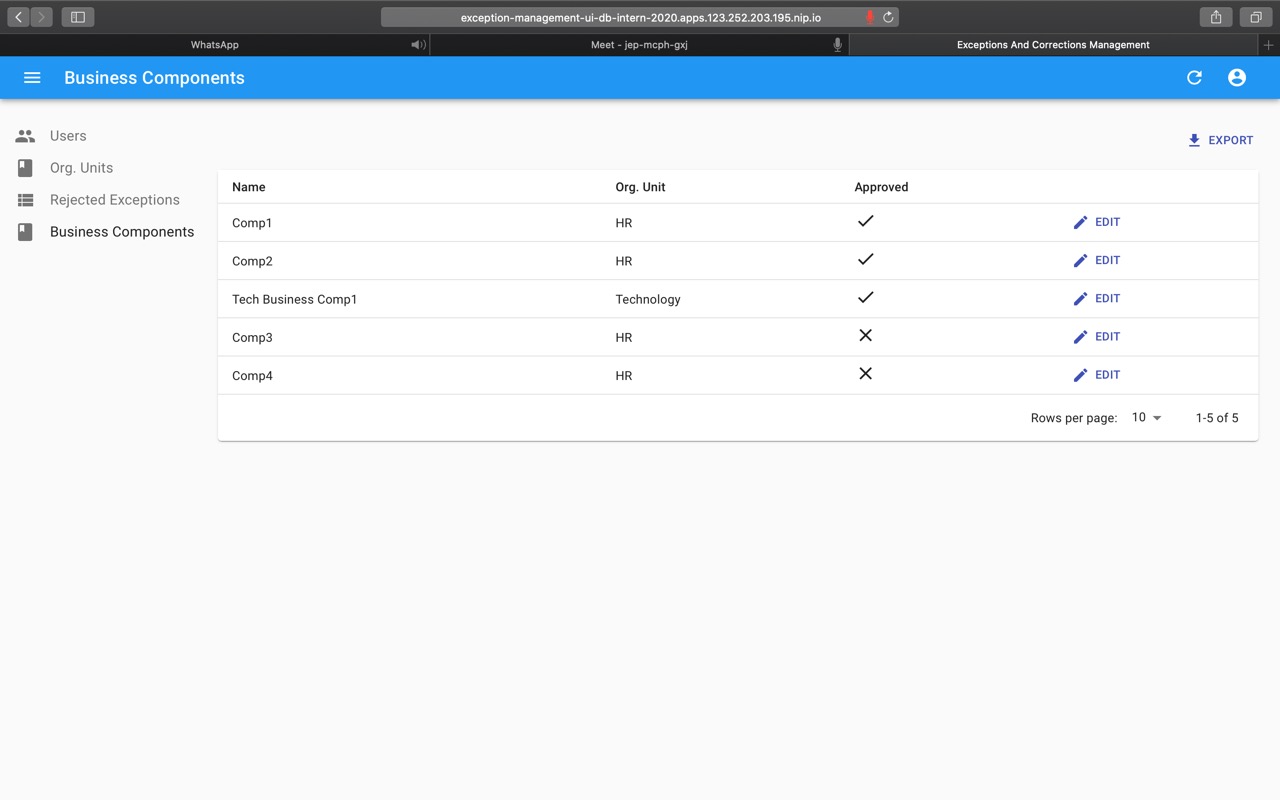 exception-management-ui-db-intern-2020.apps.123.252.203.195.nip.io
WhatsApp
Meet - jep-mcph-gxj
Exceptions And Corrections Management
Business Components
Users
Org. Units
Rejected Exceptions
Business Components
EXPORT
Name Org. Unit Approved
Comp1 HR EDIT
Comp2 HR EDIT
Tech Business Comp1 Technology EDIT
Comp3 HR EDIT
Comp4 HR EDIT
Rows per page: 10 1-5 of 5